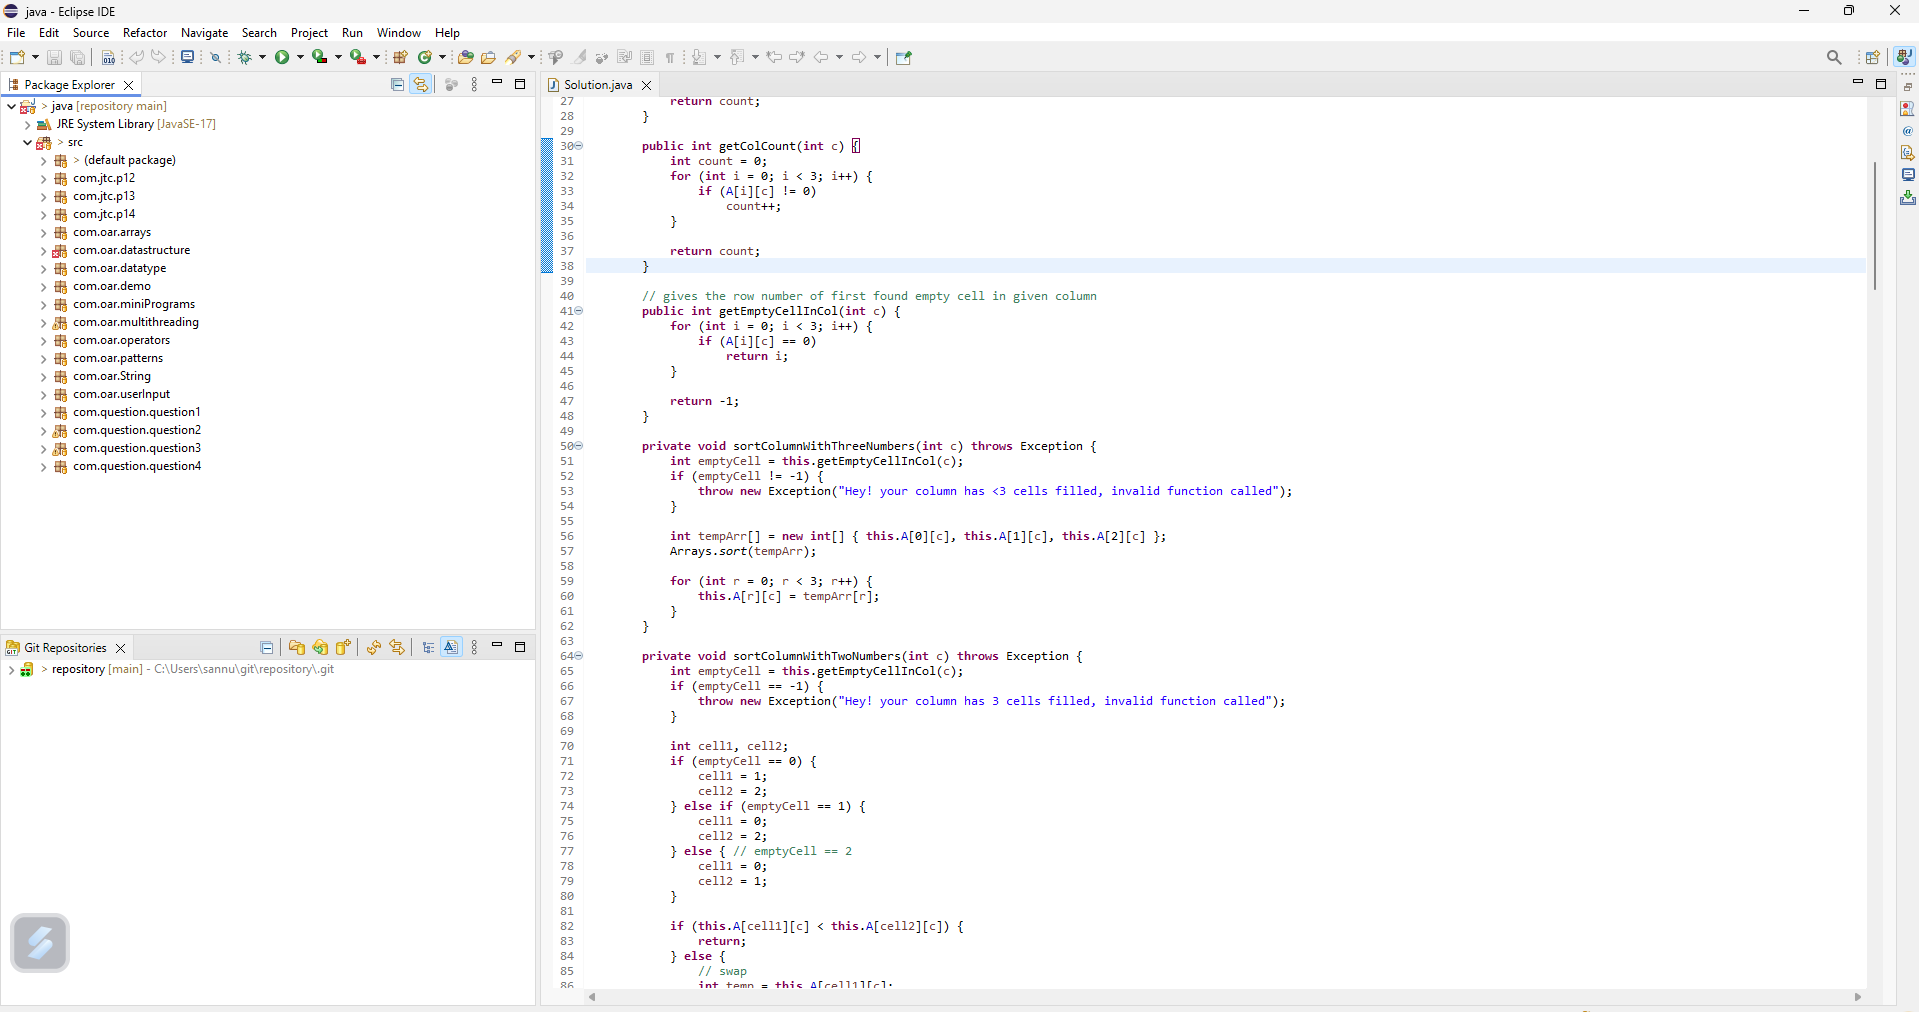 java - Eclipse IDE
File Edit Source Refactor Navigate Search Project Run Window Help
Package Explorer
> java [repository main]
JRE System Library [JavaSE-17]
> src
> (default package)
com.jtc.p12
com.jtc.p13
com.jtc.p14
com.oar.arrays
com.oar.datastructure
com.oar.datatype
com.oar.demo
com.oar.miniPrograms
com.oar.multithreading
com.oar.operators
com.oar.patterns
com.oar.String
com.oar.userInput
com.question.question1
com.question.question2
com.question.question3
com.question.question4
Git Repositories
> repository [main] - C:\Users\sannu\git\repository\.git
Solution.java
27 return count;
28 }
29
30 public int getColCount(int c) {
31 int count = 0;
32 for (int i = 0; i < 3; i++) {
33 if (A[i][c] != 0)
34 count++;
35 }
36
37 return count;
38 }
39
40 // gives the row number of first found empty cell in given column
41 public int getEmptyCellInCol(int c) {
42 for (int i = 0; i < 3; i++) {
43 if (A[i][c] == 0)
44 return i;
45 }
46
47 return -1;
48 }
49
50 private void sortColumnWithThreeNumbers(int c) throws Exception {
51 int emptyCell = this.getEmptyCellInCol(c);
52 if (emptyCell != -1) {
53 throw new Exception("Hey! your column has <3 cells filled, invalid function called");
54 }
55
56 int tempArr[] = new int[] { this.A[0][c], this.A[1][c], this.A[2][c] };
57 Arrays.sort(tempArr);
58
59 for (int r = 0; r < 3; r++) {
60 this.A[r][c] = tempArr[r];
61 }
62 }
63
64 private void sortColumnWithTwoNumbers(int c) throws Exception {
65 int emptyCell = this.getEmptyCellInCol(c);
66 if (emptyCell == -1) {
67 throw new Exception("Hey! your column has 3 cells filled, invalid function called");
68 }
69
70 int cell1, cell2;
71 if (emptyCell == 0) {
72 cell1 = 1;
73 cell2 = 2;
74 } else if (emptyCell == 1) {
75 cell1 = 0;
76 cell2 = 2;
77 } else { // emptyCell == 2
78 cell1 = 0;
79 cell2 = 1;
80 }
81
82 if (this.A[cell1][c] < this.A[cell2][c]) {
83 return;
84 } else {
85 // swap
86 int temp = this.A[cell1][c];